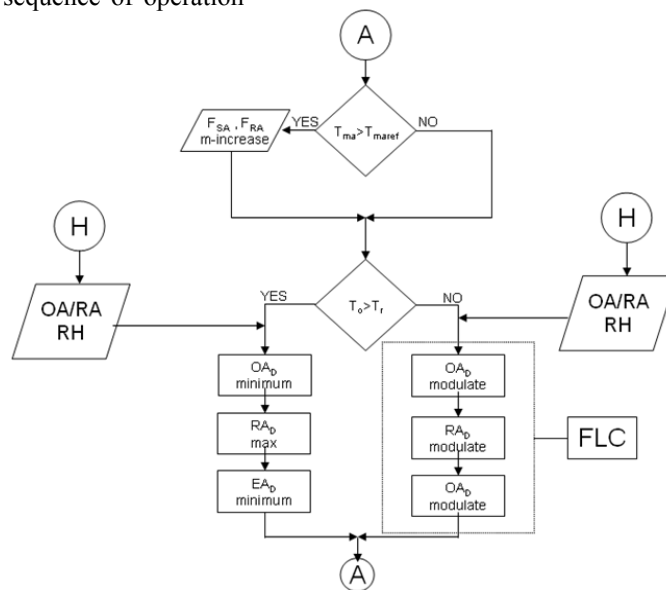 sequence of operation
A
T_ma>T_maref
YES
NO
F_SA , F_RA
m-increase
H
H
OA/RA
RH
OA/RA
RH
T_o>T_r
YES
NO
OA_D
minimum
RA_D
max
EA_D
minimum
OA_D
modulate
RA_D
modulate
OA_D
modulate
FLC
A